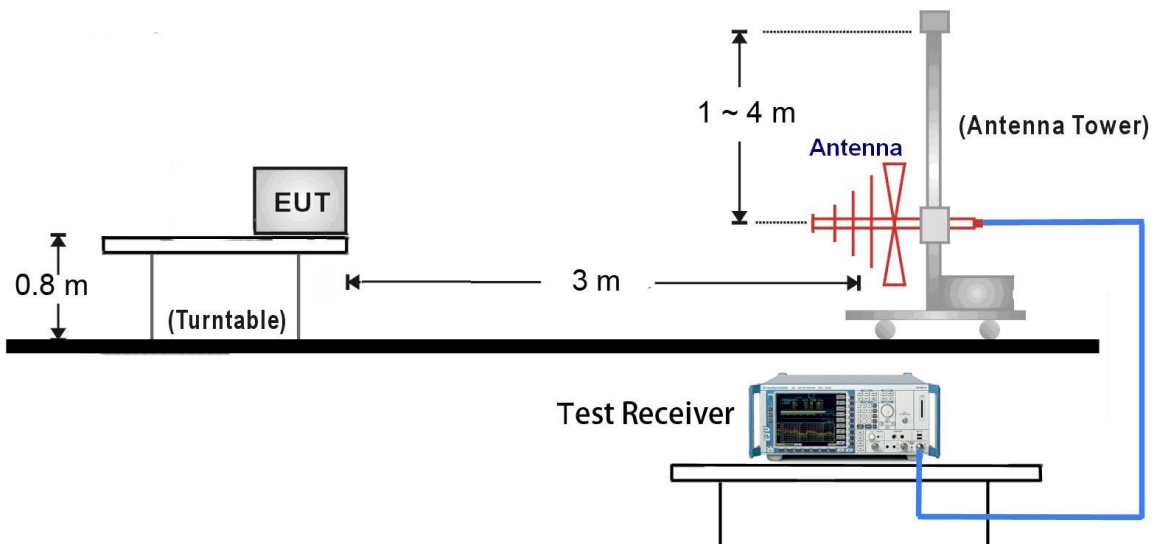 1 ~ 4 m
(Antenna Tower)
Antenna
EUT
0.8 m
3 m
(Turntable)
Test Receiver